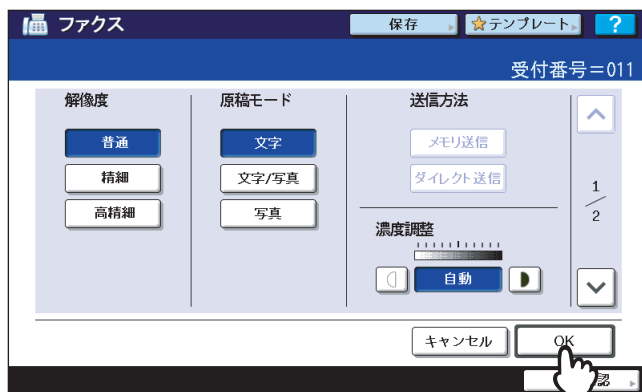 ファクス
保存
テンプレート
?
受付番号=011
解像度
普通
精細
高精細
原稿モード
文字
文字/写真
写真
送信方法
メモリ送信
ダイレクト送信
濃度調整
自動
1/2
キャンセル
OK
認